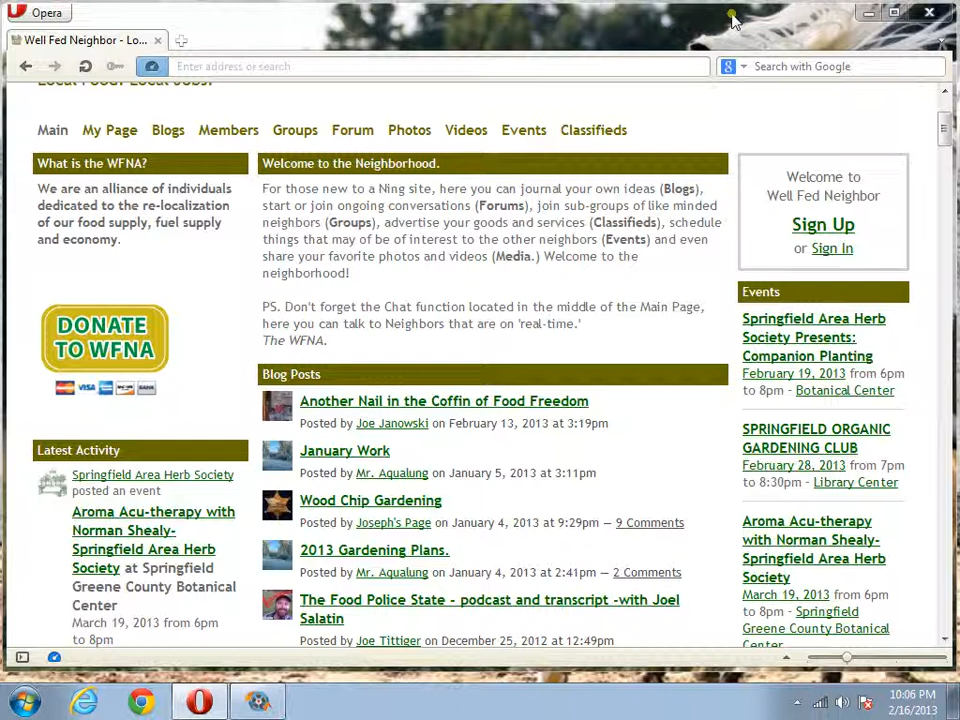 Opera
Well Fed Neighbor - Lo...
Enter address or search
Search with Google
Local Food. Local Jobs.
Main My Page Blogs Members Groups Forum Photos Videos Events Classifieds
What is the WFNA?
We are an alliance of individuals
dedicated to the re-localization
of our food supply, fuel supply
and economy.
DONATE
TO WFNA
VISA
BANK
Latest Activity
Springfield Area Herb Society
posted an event
Aroma Acu-therapy with
Norman Shealy-
Springfield Area Herb
Society at Springfield
Greene County Botanical
Center
March 19, 2013 from 6pm
to 8pm
Welcome to the Neighborhood.
For those new to a Ning site, here you can journal your own ideas (Blogs),
start or join ongoing conversations (Forums), join sub-groups of like minded
neighbors (Groups), advertise your goods and services (Classifieds), schedule
things that may be of interest to the other neighbors (Events) and even
share your favorite photos and videos (Media.) Welcome to the
neighborhood!
PS. Don't forget the Chat function located in the middle of the Main Page,
here you can talk to Neighbors that are on 'real-time.'
The WFNA.
Blog Posts
Another Nail in the Coffin of Food Freedom
Posted by Joe Janowski on February 13, 2013 at 3:19pm
January Work
Posted by Mr. Aqualung on January 5, 2013 at 3:11pm
Wood Chip Gardening
Posted by Joseph's Page on January 4, 2013 at 9:29pm — 9 Comments
2013 Gardening Plans.
Posted by Mr. Aqualung on January 4, 2013 at 2:41pm — 2 Comments
The Food Police State - podcast and transcript -with Joel
Salatin
Posted by Joe Tittiger on December 25, 2012 at 12:49pm
Welcome to
Well Fed Neighbor
Sign Up
or Sign In
Events
Springfield Area Herb
Society Presents:
Companion Planting
February 19, 2013 from 6pm
to 8pm - Botanical Center
SPRINGFIELD ORGANIC
GARDENING CLUB
February 28, 2013 from 7pm
to 8:30pm - Library Center
Aroma Acu-therapy
with Norman Shealy-
Springfield Area Herb
Society
March 19, 2013 from 6pm
to 8pm - Springfield
Greene County Botanical
Center
10:06 PM
2/16/2013